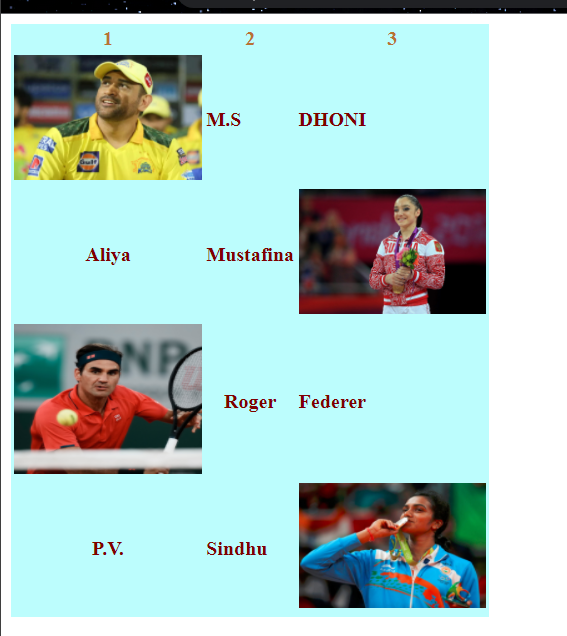 1 2 3
M.S DHONI
Aliya Mustafina
Roger Federer
P.V. Sindhu